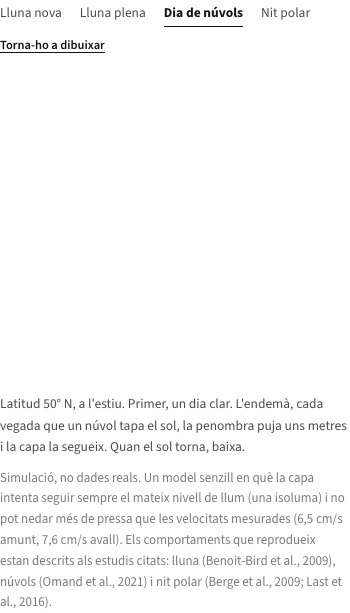 Lluna nova Lluna plena Dia de núvols Nit polar
Torna-ho a dibuixar
Latitud 50° N, a l'estiu. Primer, un dia clar. L'endemà, cada
vegada que un núvol tapa el sol, la penombra puja uns metres
i la capa la segueix. Quan el sol torna, baixa.
Simulació, no dades reals. Un model senzill en què la capa
intenta seguir sempre el mateix nivell de llum (una isoluma) i no
pot nedar més de pressa que les velocitats mesurades (6,5 cm/s
amunt, 7,6 cm/s avall). Els comportaments que reprodueix
estan descrits als estudis citats: lluna (Benoit-Bird et al., 2009),
núvols (Omand et al., 2021) i nit polar (Berge et al., 2009; Last et
al., 2016).